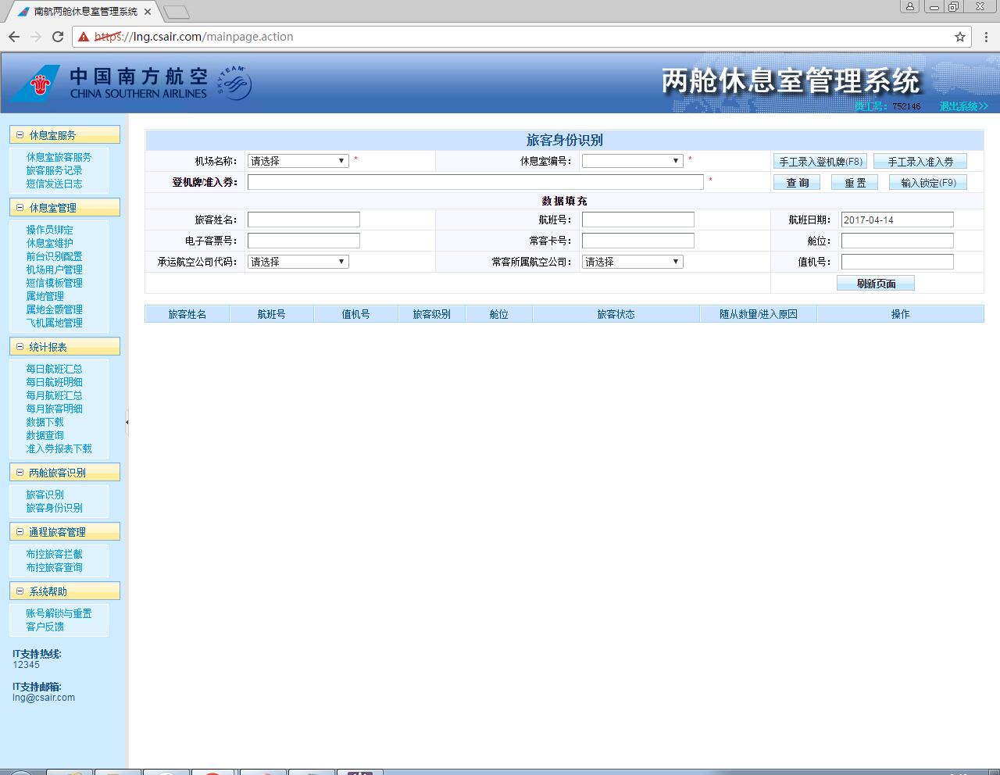 南航两舱休息室管理系统
https://lng.csair.com/mainpage.action
中国南方航空
CHINA SOUTHERN AIRLINES
SKYTEAM
两舱休息室管理系统
员工号：752146 退出系统>>
休息室服务
休息室旅客服务
旅客服务记录
短信发送日志
休息室管理
操作员绑定
休息室维护
前台识别配置
机场用户管理
短信模板管理
属地管理
属地金额管理
飞机属地管理
统计报表
每日航班汇总
每日航班明细
每月航班汇总
每月旅客明细
数据下载
数据查询
准入券报表下载
两舱旅客识别
旅客识别
旅客身份识别
通程旅客管理
布控旅客拦截
布控旅客查询
系统帮助
账号解锁与重置
客户反馈
IT支持热线:
12345
IT支持邮箱:
lng@csair.com
旅客身份识别
机场名称： 请选择 * 休息室编号： * 手工录入登机牌(F8) 手工录入准入券
登机牌/准入券： * 查 询 重 置 输入锁定(F9)
数据填充
旅客姓名： 航班号： 航班日期： 2017-04-14
电子客票号： 常客卡号： 舱位：
承运航空公司代码： 请选择 常客所属航空公司： 请选择 值机号：
刷新页面
旅客姓名 航班号 值机号 旅客级别 舱位 旅客状态 随从数量/进入原因 操作